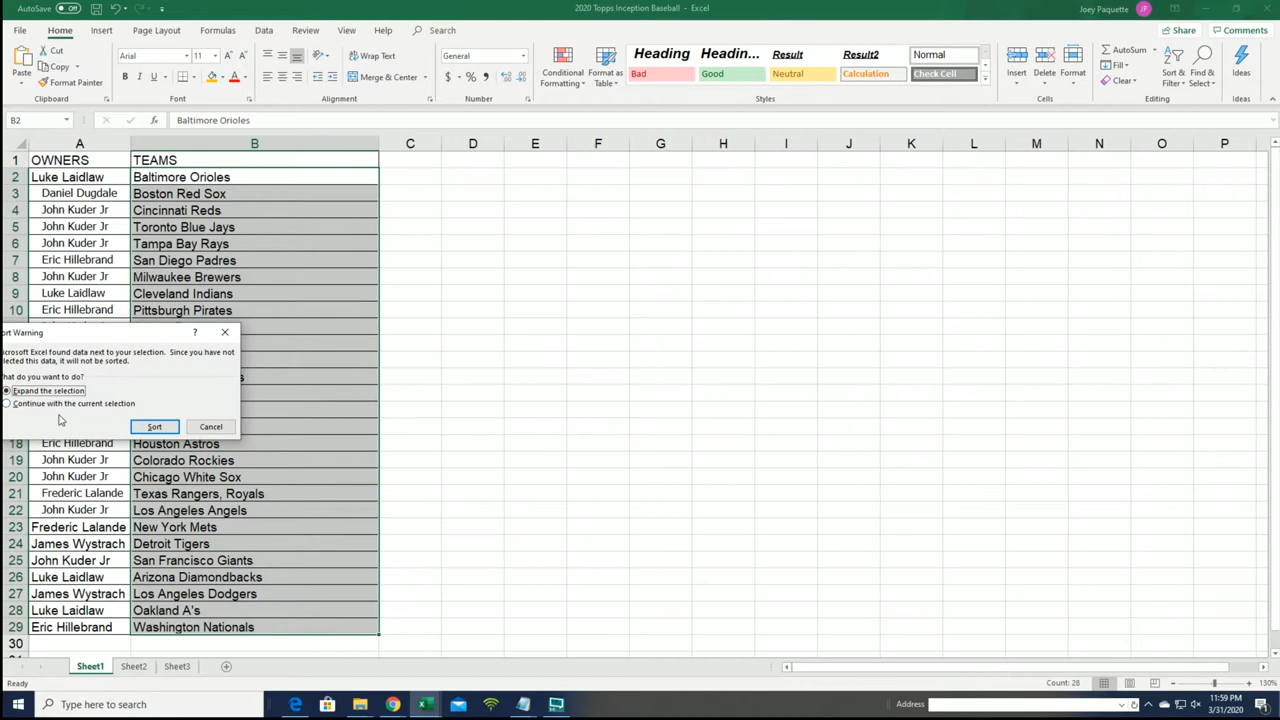 AutoSave Off
2020 Topps Inception Baseball - Excel
Joey Paquette JP
File Home Insert Page Layout Formulas Data Review View Help Search
Share Comments
Cut
Copy
Format Painter
Paste
Clipboard
Arial 11
B I U
Font
Wrap Text
Merge & Center
Alignment
General
$ % ,
Number
Conditional Formatting
Format as Table
Heading Headin... Result Result2 Normal
Bad Good Neutral Calculation Check Cell
Styles
Insert Delete Format
Cells
AutoSum
Fill
Clear
Sort & Filter
Find & Select
Editing
Ideas
Ideas
B2 fx Baltimore Orioles
A B C D E F G H I J K L M N O P
1 OWNERS TEAMS
2 Luke Laidlaw Baltimore Orioles
3 Daniel Dugdale Boston Red Sox
4 John Kuder Jr Cincinnati Reds
5 John Kuder Jr Toronto Blue Jays
6 John Kuder Jr Tampa Bay Rays
7 Eric Hillebrand San Diego Padres
8 John Kuder Jr Milwaukee Brewers
9 Luke Laidlaw Cleveland Indians
10 Eric Hillebrand Pittsburgh Pirates
ort Warning ?
icrosoft Excel found data next to your selection. Since you have not
lected this data, it will not be sorted.
hat do you want to do?
Expand the selection
Continue with the current selection
Sort Cancel
18 Eric Hillebrand Houston Astros
19 John Kuder Jr Colorado Rockies
20 John Kuder Jr Chicago White Sox
21 Frederic Lalande Texas Rangers, Royals
22 John Kuder Jr Los Angeles Angels
23 Frederic Lalande New York Mets
24 James Wystrach Detroit Tigers
25 John Kuder Jr San Francisco Giants
26 Luke Laidlaw Arizona Diamondbacks
27 James Wystrach Los Angeles Dodgers
28 Luke Laidlaw Oakland A's
29 Eric Hillebrand Washington Nationals
30
Sheet1 Sheet2 Sheet3
Ready
Count: 28
130%
Type here to search
Address
11:59 PM
3/31/2020